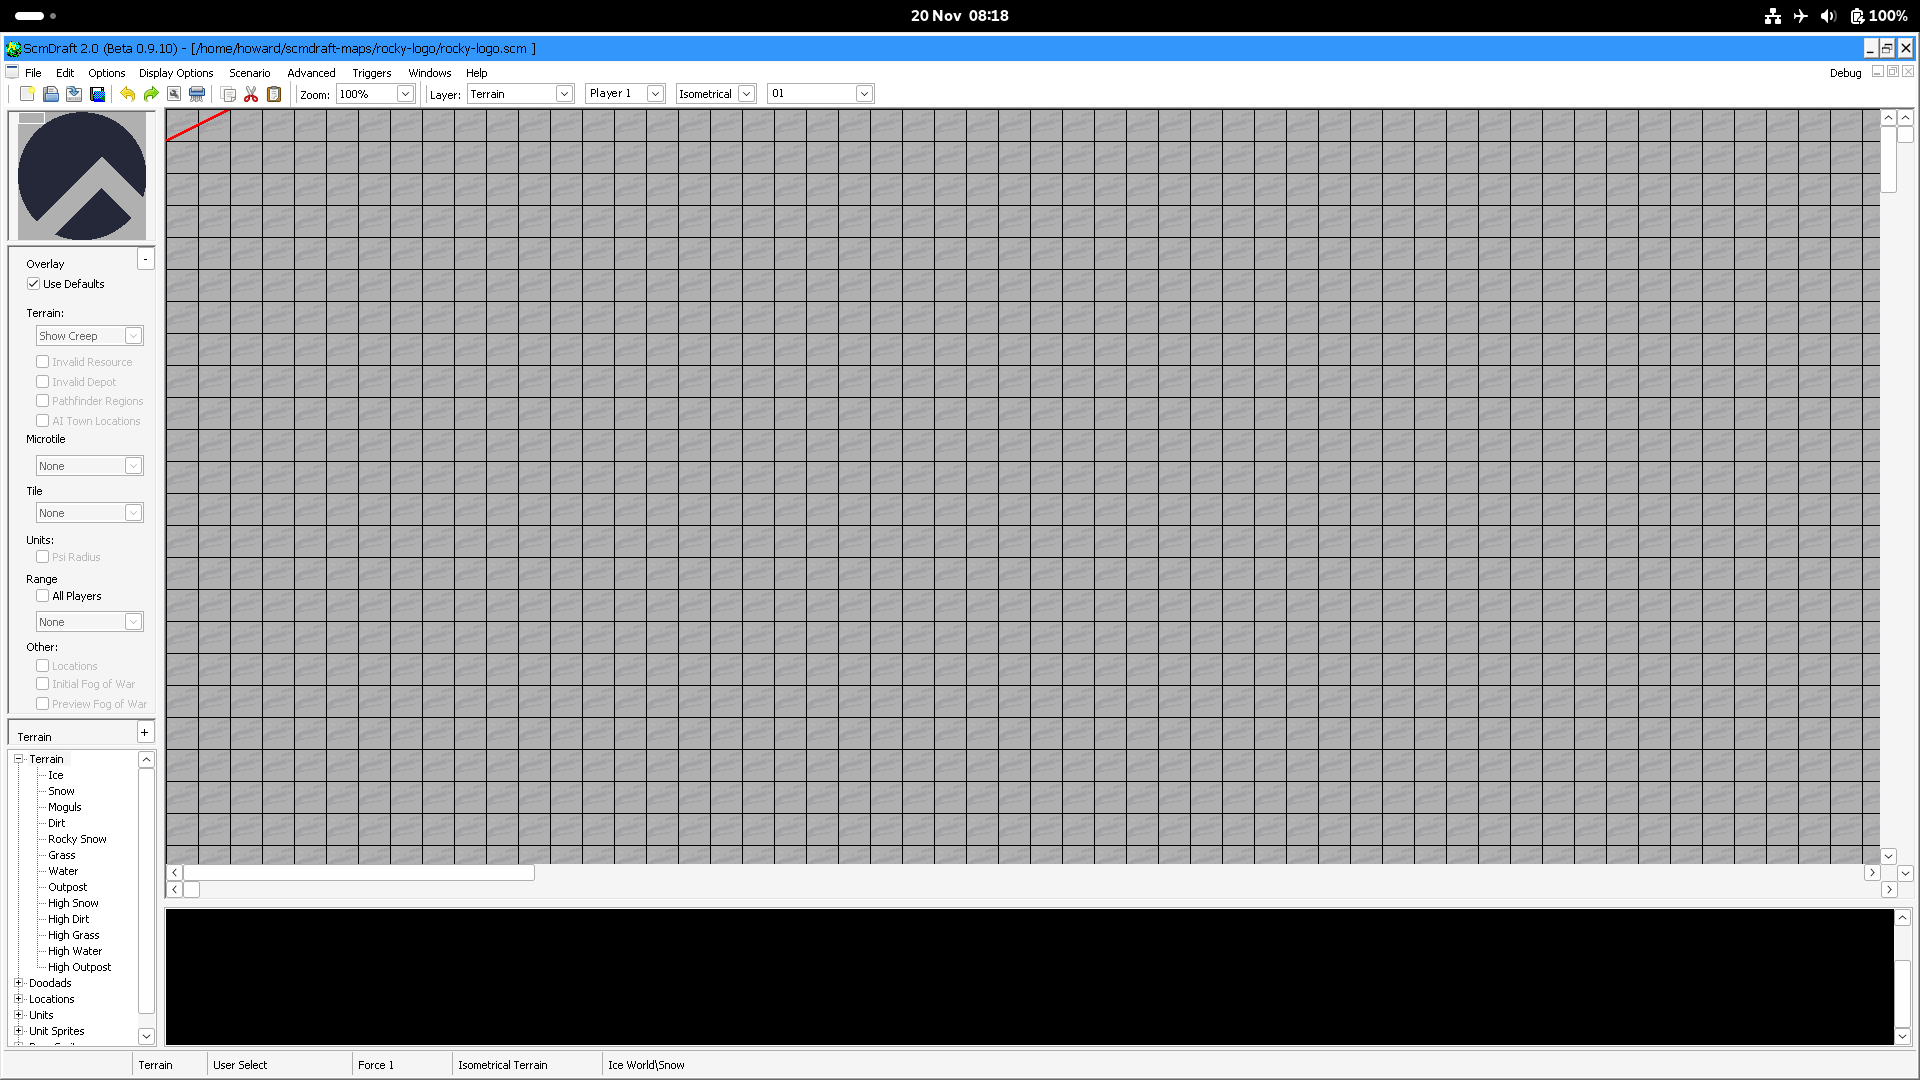 20 Nov 08:18
100%
ScmDraft 2.0 (Beta 0.9.10) - [/home/howard/scmdraft-maps/rocky-logo/rocky-logo.scm ]
File Edit Options Display Options Scenario Advanced Triggers Windows Help Debug
Zoom: 100% Layer: Terrain Player 1 Isometrical 01
Overlay -
Use Defaults
Terrain:
Show Creep
Invalid Resource
Invalid Depot
Pathfinder Regions
AI Town Locations
Microtile
None
Tile
None
Units:
Psi Radius
Range
All Players
None
Other:
Locations
Initial Fog of War
Preview Fog of War
Terrain +
Terrain
Ice
Snow
Moguls
Dirt
Rocky Snow
Grass
Water
Outpost
High Snow
High Dirt
High Grass
High Water
High Outpost
Doodads
Locations
Units
Unit Sprites
Terrain User Select Force 1 Isometrical Terrain Ice World\Snow